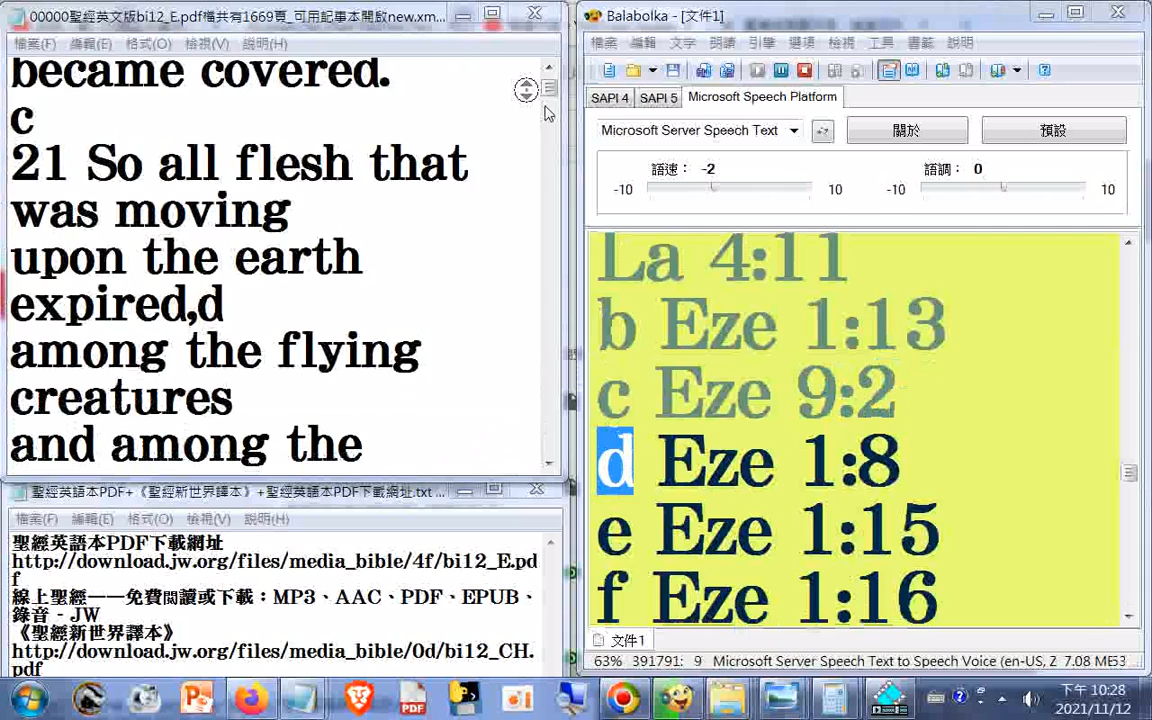 00000聖經英文版bi12_E.pdf檔共有1669頁_可用記事本開啟new.xm...
檔案(F) 編輯(E) 格式(O) 檢視(V) 說明(H)
became covered.
c
21 So all flesh that
was moving
upon the earth
expired,d
among the flying
creatures
and among the
聖經英語本PDF+《聖經新世界譯本》+聖經英語本PDF下載網址.txt ...
檔案(F) 編輯(E) 格式(O) 檢視(V) 說明(H)
聖經英語本PDF下載網址
http://download.jw.org/files/media_bible/4f/bi12_E.pd
f
線上聖經——免費閱讀或下載：MP3、AAC、PDF、EPUB、
錄音 - JW
《聖經新世界譯本》
http://download.jw.org/files/media_bible/0d/bi12_CH.
pdf
Balabolka - [文件1]
檔案 編輯 文字 朗讀 引擎 選項 檢視 工具 書籤 說明
SAPI 4 SAPI 5 Microsoft Speech Platform
Microsoft Server Speech Text 關於 預設
語速： -2 語調： 0
-10 10 -10 10
La 4:11
b Eze 1:13
c Eze 9:2
d Eze 1:8
e Eze 1:15
f Eze 1:16
文件1
63% 391791: 9 Microsoft Server Speech Text to Speech Voice (en-US, Z 7.08 ME53
下午 10:28
2021/11/12